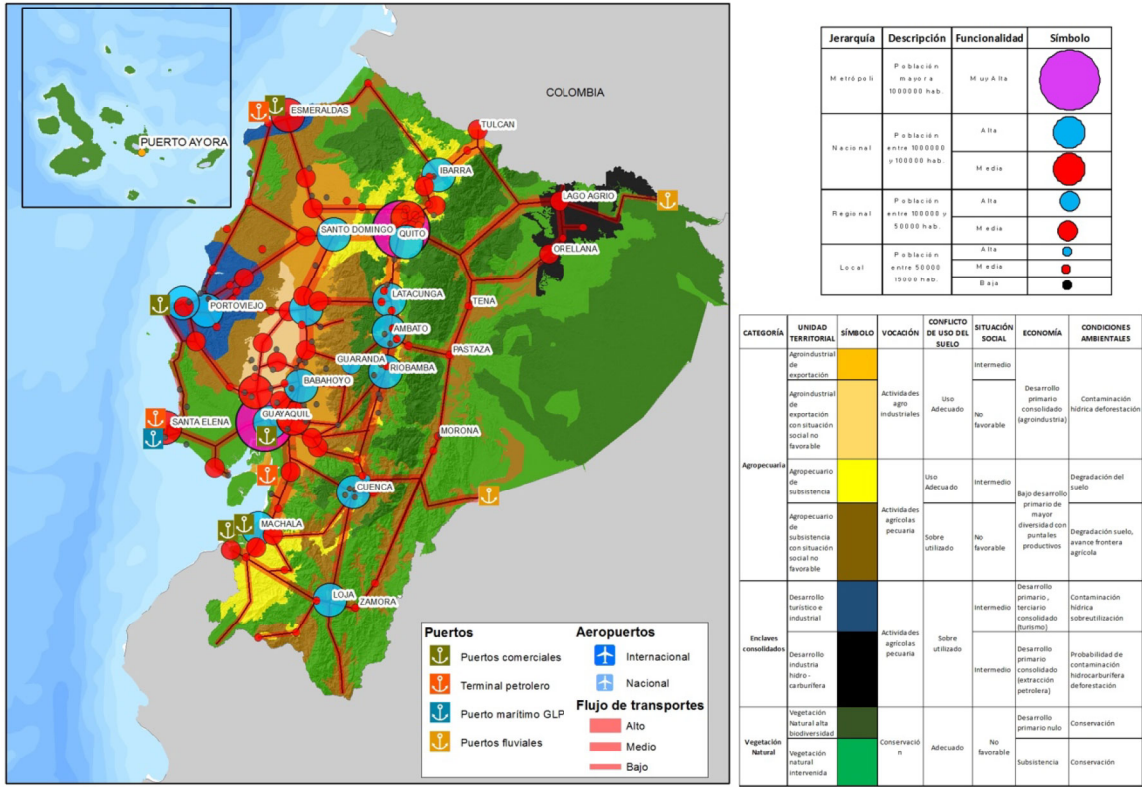 PUERTO AYORA
COLOMBIA
ESMERALDAS
TULCAN
IBARRA
LAGO AGRIO
SANTO DOMINGO
QUITO
ORELLANA
LATACUNGA
TENA
PORTOVIEJO
AMBATO
PASTAZA
GUARANDA
RIOBAMBA
BABAHOYO
GUAYAQUIL
SANTA ELENA
MORONA
CUENCA
MACHALA
LOJA
ZAMORA
Puertos
Puertos comerciales
Terminal petrolero
Puerto marítimo GLP
Puertos fluviales
Aeropuertos
Internacional
Nacional
Flujo de transportes
Alto
Medio
Bajo
Jerarquía Descripción Funcionalidad Símbolo
Metrópoli
Población
mayor a
1000000 hab.
Muy Alta
Nacional
Población
entre 1000000
y 100000 hab.
Alta
Media
Regional
Población
entre 100000 y
50000 hab.
Alta
Media
Local
Población
entre 50000
15000 hab.
Alta
Media
Baja
CATEGORÍA
UNIDAD
TERRITORIAL
SÍMBOLO
VOCACIÓN
CONFLICTO
DE USO DEL
SUELO
SITUACIÓN
SOCIAL
ECONOMÍA
CONDICIONES
AMBIENTALES
Agropecuaria
Agroindustrial
de
exportación
Agroindustrial
de
exportación
con situación
social no
favorable
Actividades
agro
industriales
Uso
Adecuado
Intermedio
No
favorable
Desarrollo
primario
consolidado
(agroindustria)
Contaminación
hídrica deforestación
Agropecuario
de
subsistencia
Agropecuario
de
subsistencia
con situación
social no
favorable
Actividades
agrícolas
pecuaria
Uso
Adecuado
Sobre
utilizado
Intermedio
No
favorable
Bajo desarrollo
primario de
mayor
diversidad con
puntales
productivos
Degradación del
suelo
Degradación suelo,
avance frontera
agrícola
Enclaves
consolidados
Desarrollo
turístico e
industrial
Desarrollo
industria
hidro -
carburífera
Actividades
agrícolas
pecuaria
Sobre
utilizado
Intermedio
Intermedio
Desarrollo
primario ,
terciario
consolidado
(turismo)
Desarrollo
primario
consolidado
(extracción
petrolera)
Contaminación
hídrica
sobreutilización
Probabilidad de
contaminación
hidrocarburífera
deforestación
Vegetación
Natural
Vegetación
Natural alta
biodiversidad
Vegetación
natural
intervenida
Conservació
n
Adecuado
No
favorable
Desarrollo
primario nulo
Subsistencia
Conservación
Conservación